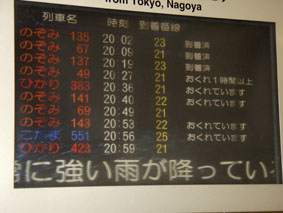 from Tokyo, Nagoya
列車名 時刻 到着番線
のぞみ 135 20 02 23 到着済
のぞみ 67 20 09 21 到着済
のぞみ 137 20 19 23 到着済
のぞみ 49 20 27 21 おくれ1時間以上
ひかり 383 20 36 21 おくれています
のぞみ 141 20 40 22 おくれています
のぞみ 69 20 49 21
のぞみ 143 20 53 22 おくれています
こだま 551 20 56 25 おくれています
ひかり 423 20 59 21
常に強い雨が降ってい